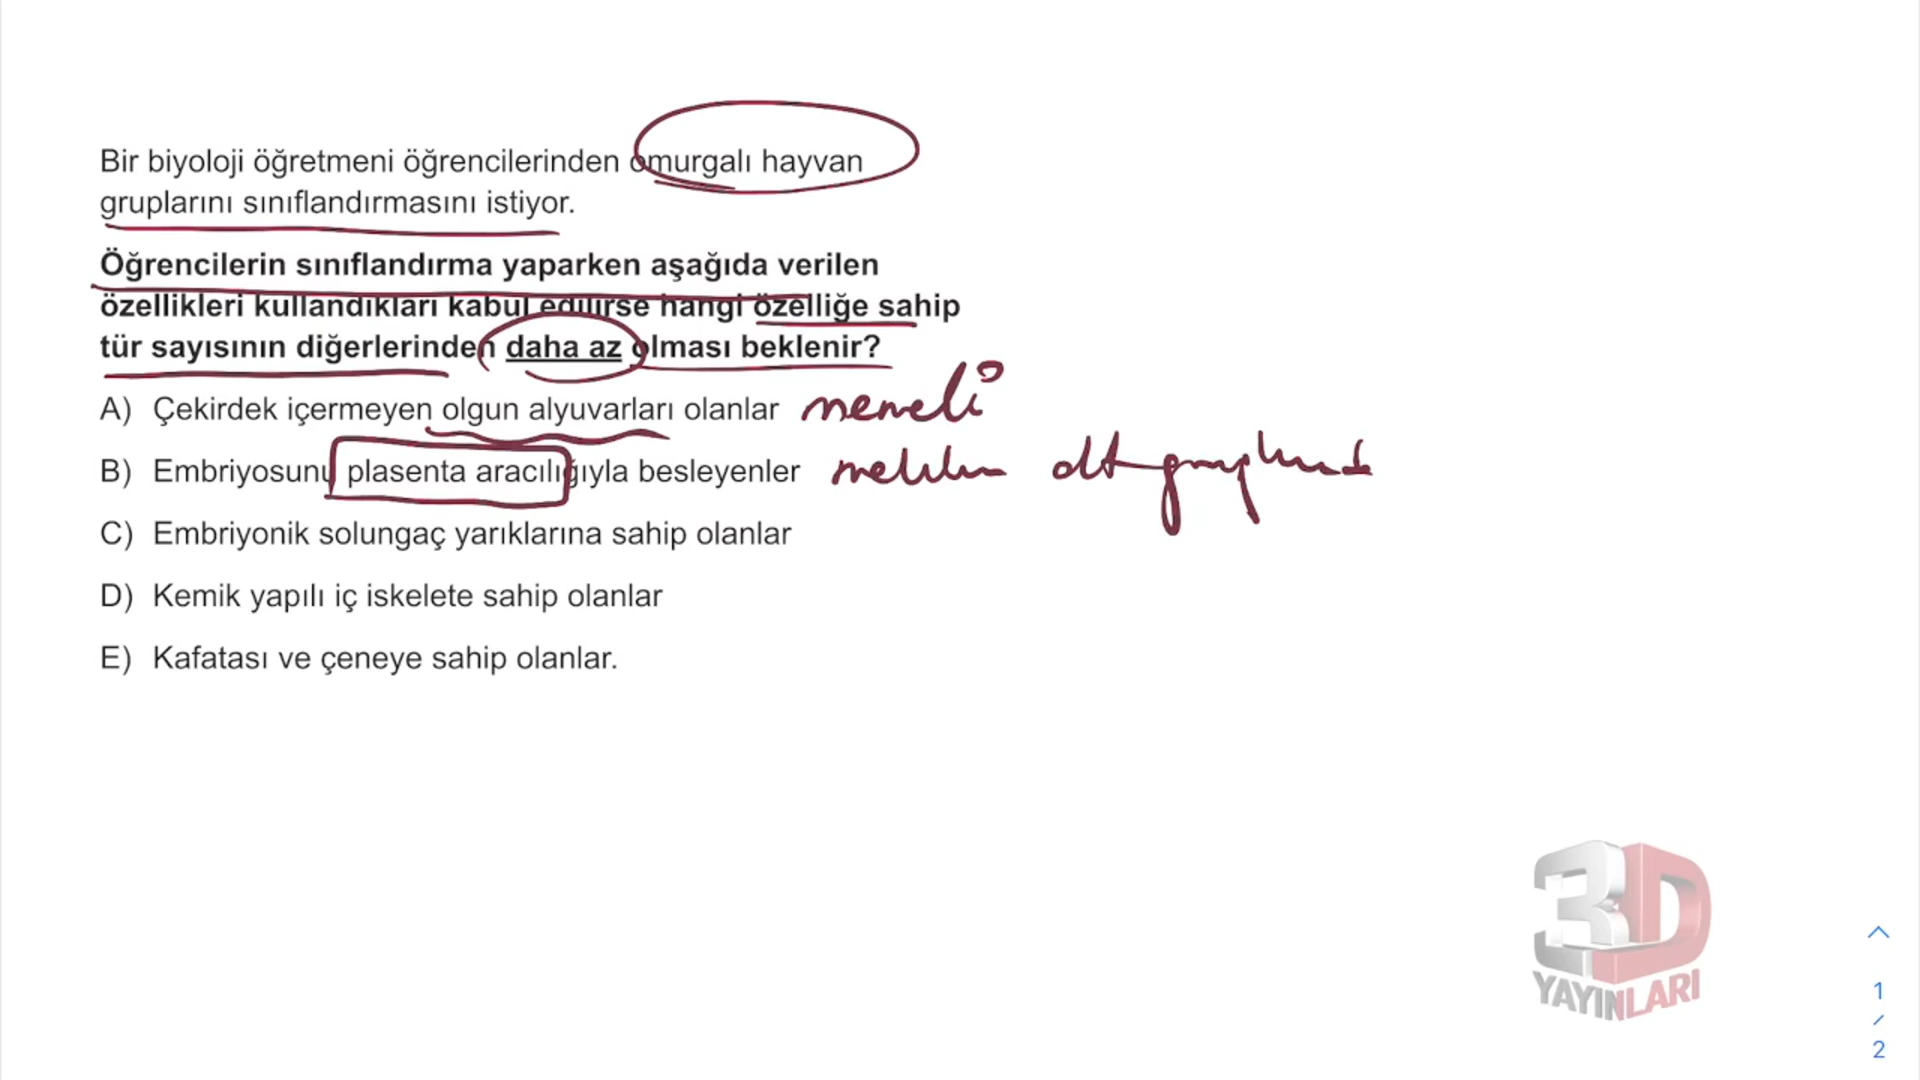 Bir biyoloji öğretmeni öğrencilerinden omurgalı hayvan
gruplarını sınıflandırmasını istiyor.
Öğrencilerin sınıflandırma yaparken aşağıda verilen
özellikleri kullandıkları kabul edilirse hangi özelliğe sahip
tür sayısının diğerlerinden daha az olması beklenir?
A) Çekirdek içermeyen olgun alyuvarları olanlar memeli
B) Embriyosunu plasenta aracılığıyla besleyenler
C) Embriyonik solungaç yarıklarına sahip olanlar
D) Kemik yapılı iç iskelete sahip olanlar
E) Kafatası ve çeneye sahip olanlar.
3D
YAYINLARI
1
/
2